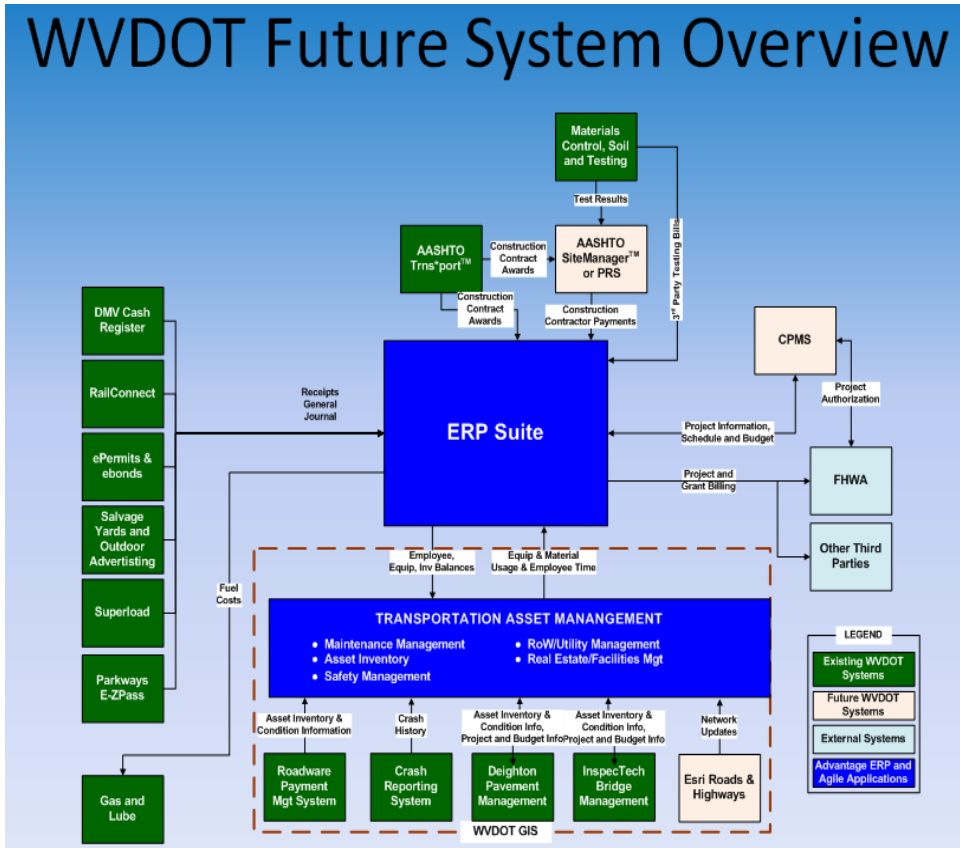 WVDOT Future System Overview
Materials
Control, Soil
and Testing
Test Results
3rd Party Testing Bills
AASHTO
Trns*port™
Construction
Contract
Awards
AASHTO
SiteManager™
or PRS
Construction
Contract
Awards
Construction
Contractor Payments
DMV Cash
Register
RailConnect
ePermits &
ebonds
Salvage
Yards and
Outdoor
Advertisting
Superload
Parkways
E-ZPass
Gas and
Lube
Receipts
General
Journal
ERP Suite
CPMS
Project
Authorization
Project Information,
Schedule and Budget
Project and
Grant Billing
FHWA
Other Third
Parties
Fuel
Costs
Employee,
Equip, Inv Balances
Equip & Material
Usage & Employee Time
TRANSPORTATION ASSET MANANGEMENT
• Maintenance Management
• Asset Inventory
• Safety Management
• RoW/Utility Management
• Real Estate/Facilities Mgt
Asset Inventory &
Condition Information
Crash
History
Asset Inventory &
Condition Info,
Project and Budget Info
Asset Inventory &
Condition Info,
Project and Budget Info
Network
Updates
Roadware
Payment
Mgt System
Crash
Reporting
System
Deighton
Pavement
Management
InspecTech
Bridge
Management
Esri Roads &
Highways
WVDOT GIS
LEGEND
Existing WVDOT
Systems
Future WVDOT
Systems
External Systems
Advantage ERP and
Agile Applications